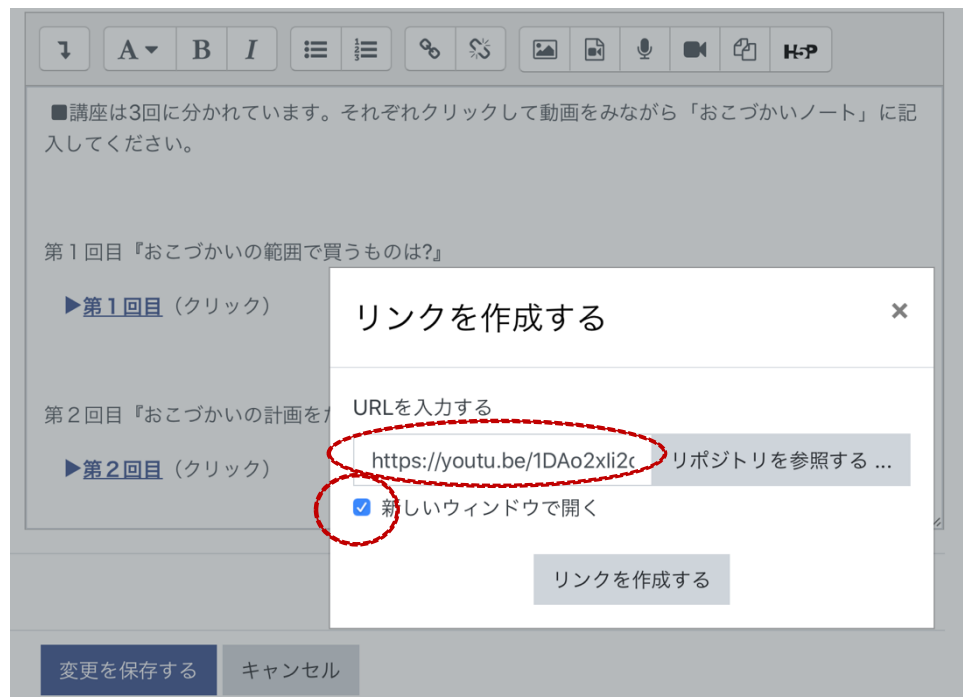 A B I H5P
■講座は3回に分かれています。それぞれクリックして動画をみながら「おこづかいノート」に記
入してください。
第１回目『おこづかいの範囲で買うものは?』
▶第１回目（クリック）
第２回目『おこづかいの計画を
▶第２回目（クリック）
リンクを作成する
×
URLを入力する
https://youtu.be/1DAo2xli2
リポジトリを参照する ...
新しいウィンドウで開く
リンクを作成する
変更を保存する キャンセル